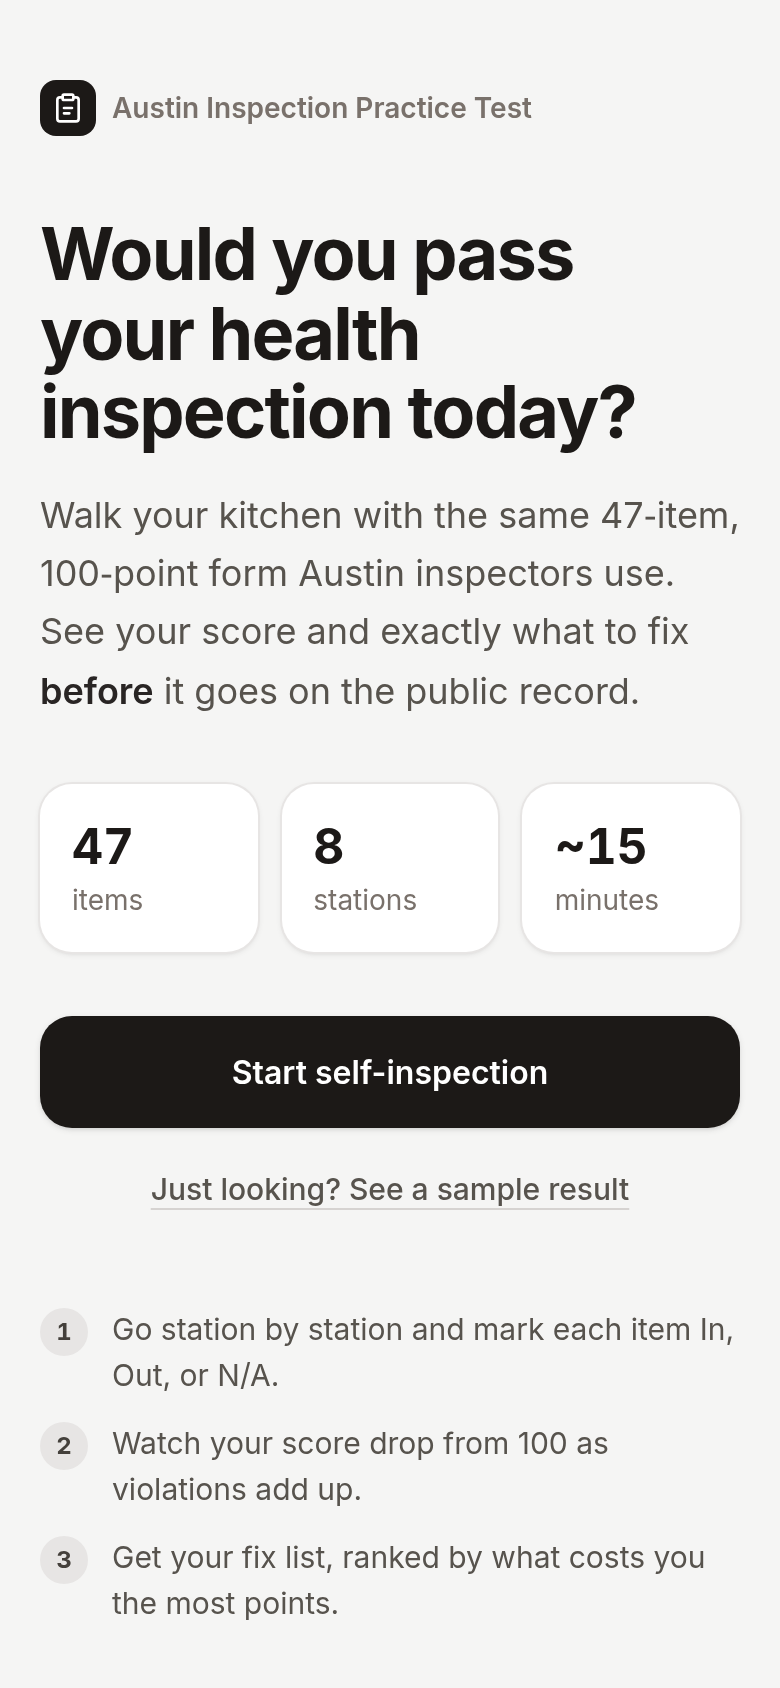 Austin Inspection Practice Test
Would you pass
your health
inspection today?
Walk your kitchen with the same 47-item,
100-point form Austin inspectors use.
See your score and exactly what to fix
before it goes on the public record.
47
items
8
stations
~15
minutes
Start self-inspection
Just looking? See a sample result
1 Go station by station and mark each item In,
Out, or N/A.
2 Watch your score drop from 100 as
violations add up.
3 Get your fix list, ranked by what costs you
the most points.